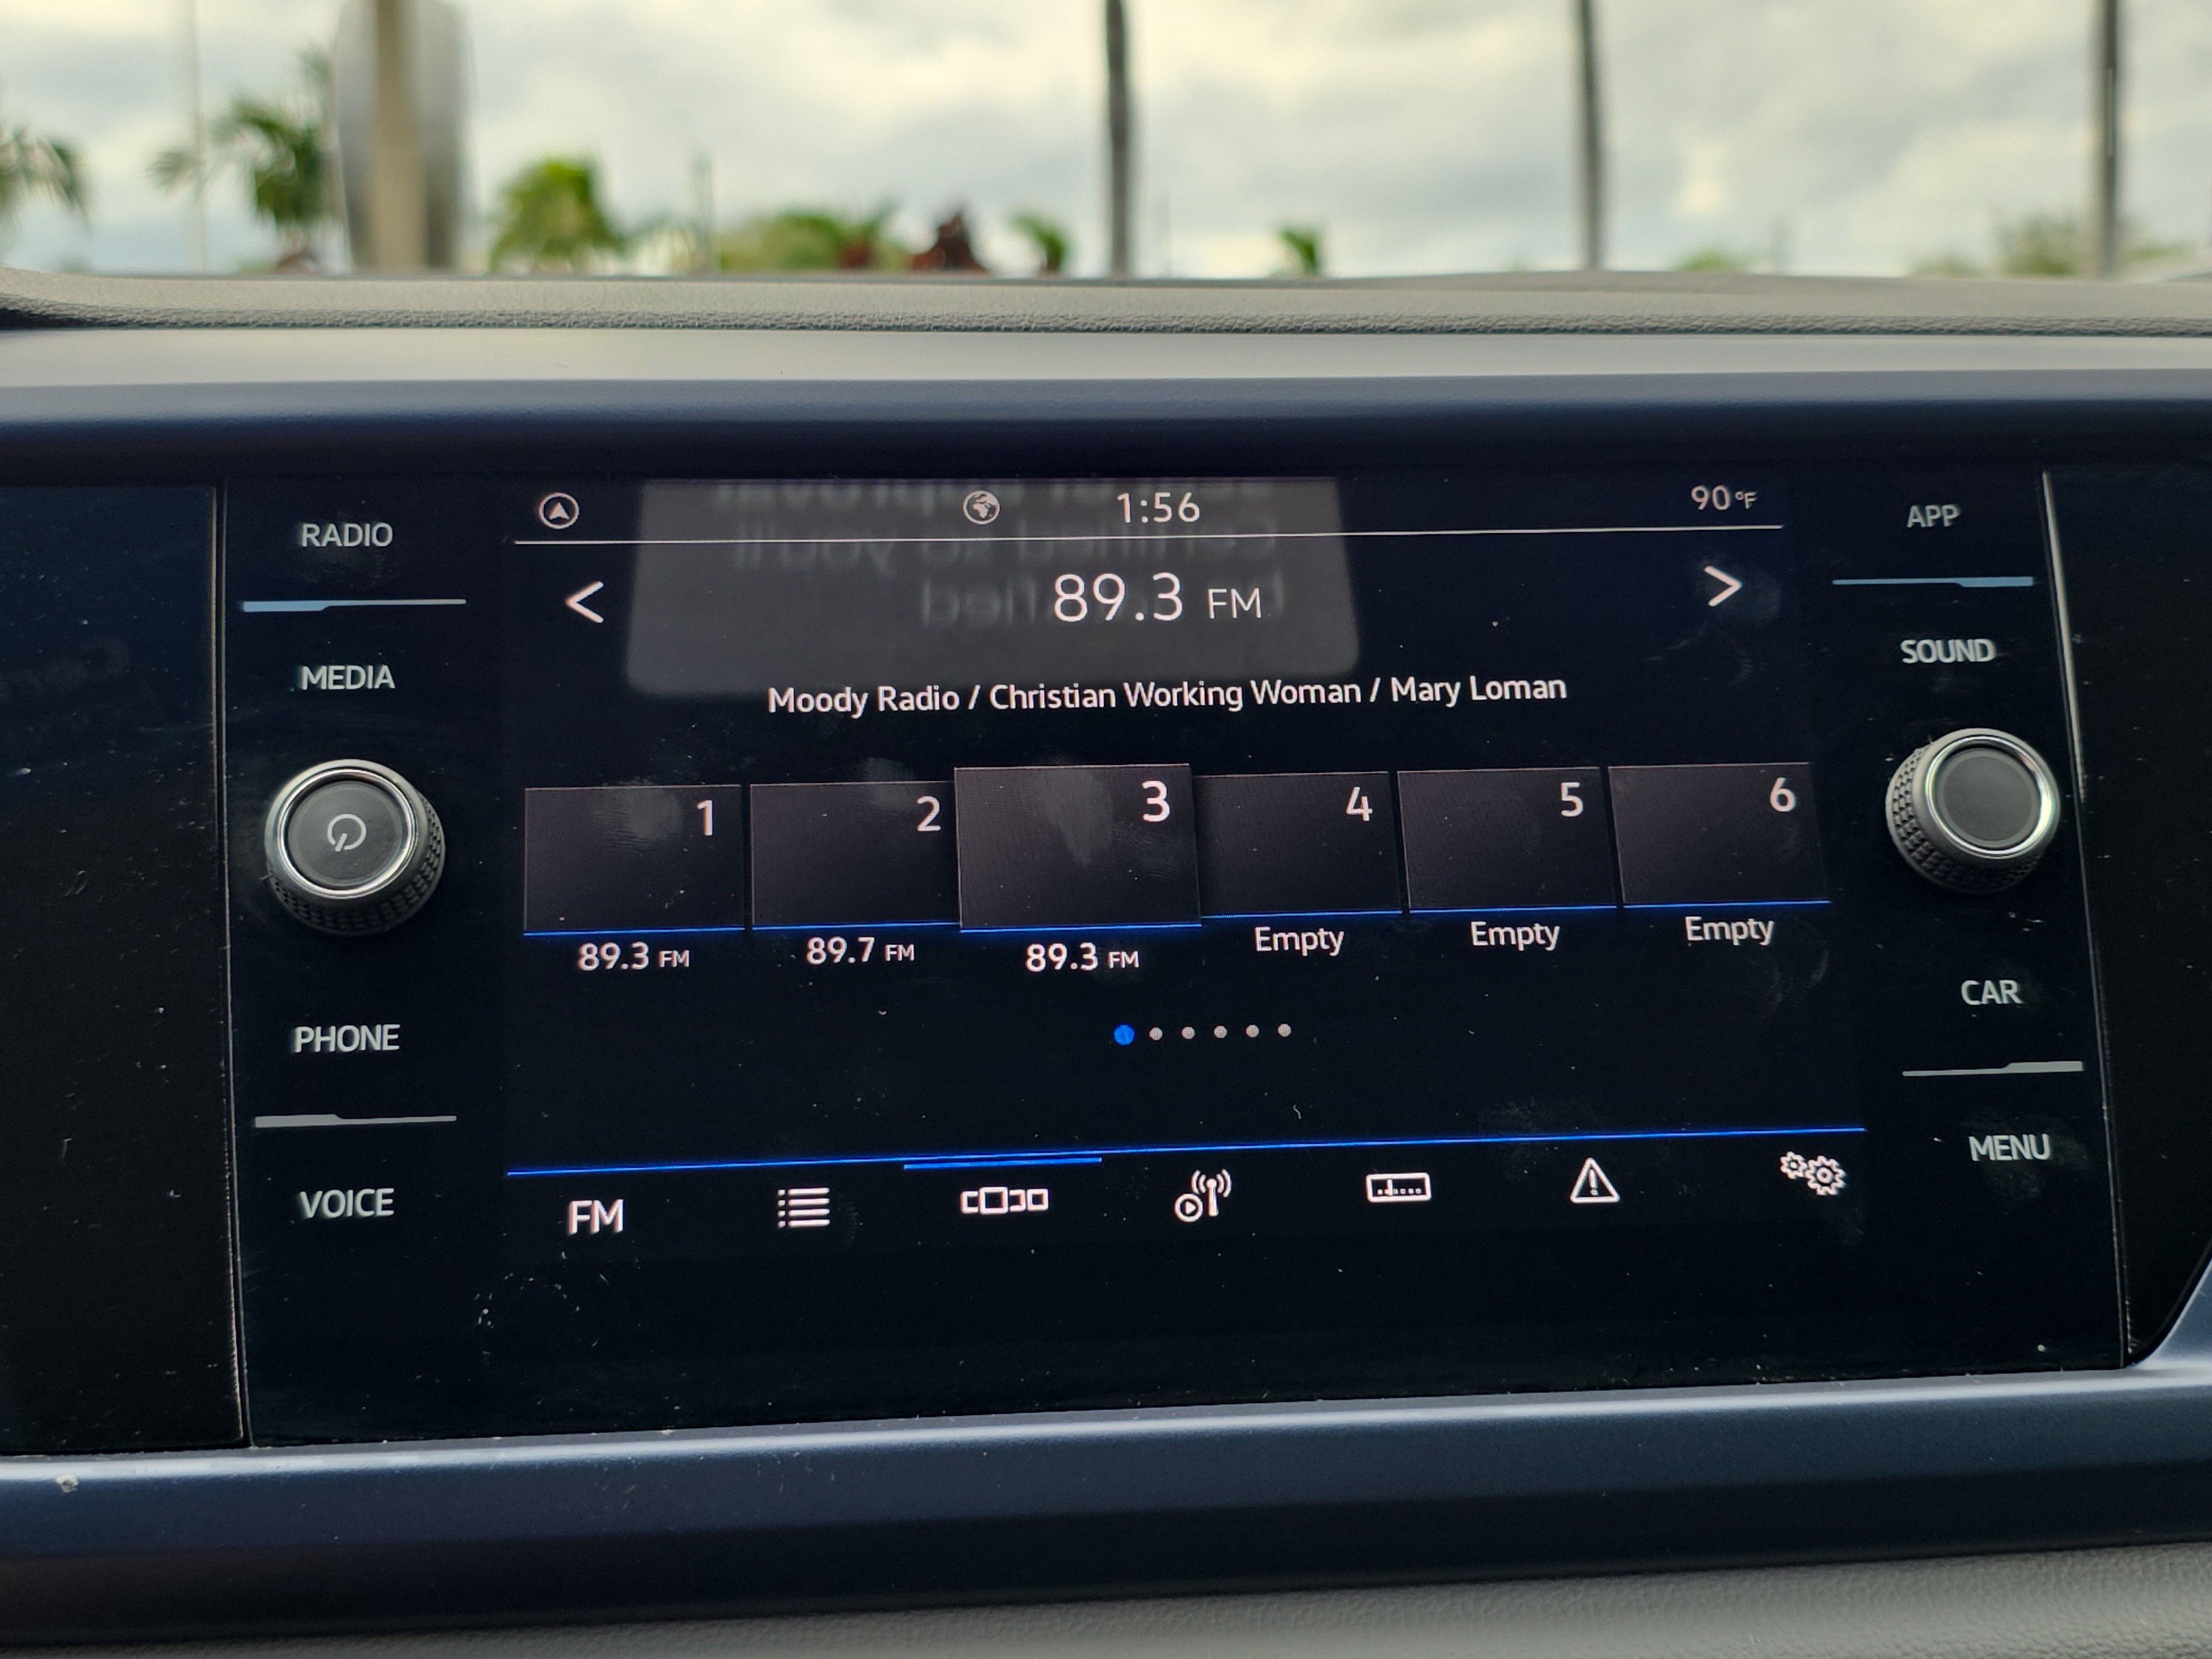 RADIO
MEDIA
PHONE
VOICE
1:56
90°F
89.3 FM
Moody Radio / Christian Working Woman / Mary Loman
1
2
3
4
5
6
89.3 FM
89.7 FM
89.3 FM
Empty
Empty
Empty
FM
APP
SOUND
CAR
MENU